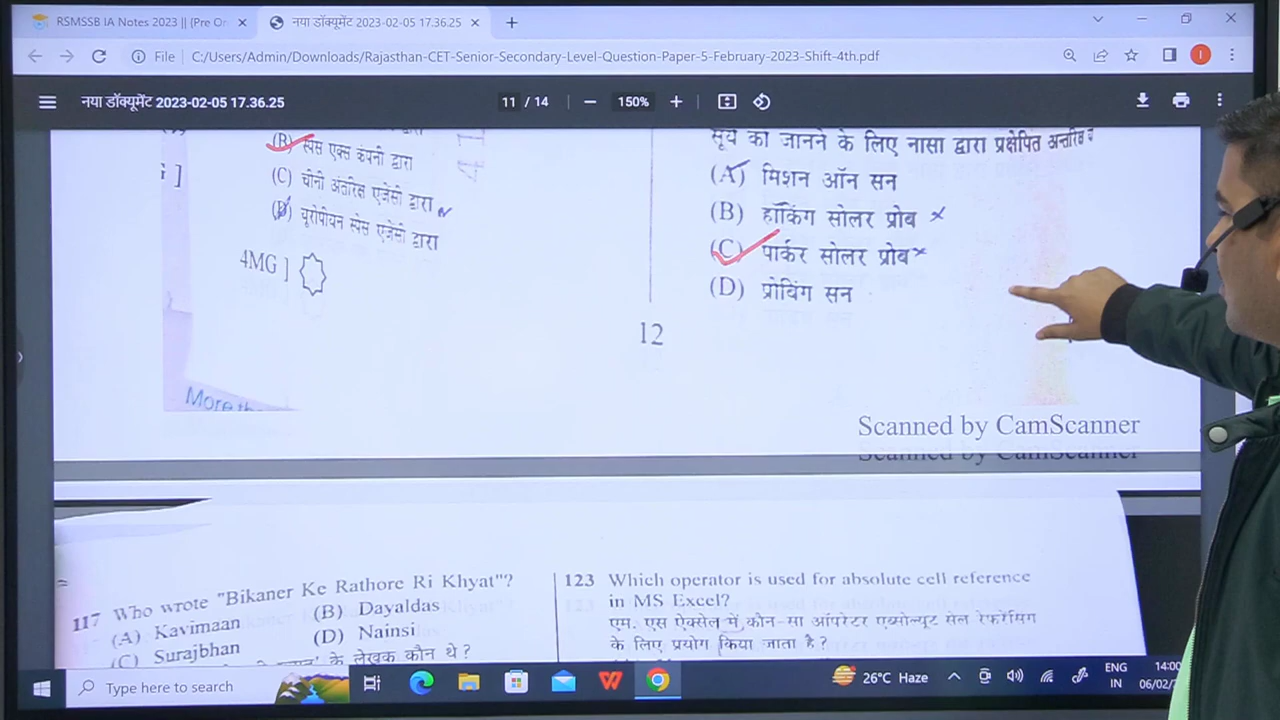 RSMSSB IA Notes 2023 || (Pre O
नया डॉक्यूमेंट 2023-02-05 17.36.25
File
C:/Users/Admin/Downloads/Rajasthan-CET-Senior-Secondary-Level-Question-Paper-5-February-2023-Shift-4th.pdf
नया डॉक्यूमेंट 2023-02-05 17.36.25
11 / 14
150%
(B) स्पेस एक्स कंपनी द्वारा
(C) चीनी अंतरिक्ष एजेंसी द्वारा
(D) यूरोपीयन स्पेस एजेंसी द्वारा
4MG ]
सूर्य को जानने के लिए नासा द्वारा प्रक्षेपित
(A) मिशन ऑन सन
(B) हॉकिंग सोलर प्रोब
(C) पार्कर सोलर प्रोब
(D) प्रोविंग सन
12
Scanned by CamScanner
117 Who wrote "Bikaner Ke Rathore Ri Khyat"?
(A) Kavimaan
(B) Dayaldas
(C) Surajbhan
(D) Nainsi
के लेखक कौन थे ?
123 Which operator is used for absolute cell reference
in MS Excel?
एम. एस ऐक्सेल में कौन-सा ऑपरेटर एब्सोल्यूट सेल रेफरेंसिंग
के लिए प्रयोग किया जाता है ?
Type here to search
26°C Haze
ENG
IN
14:00
06/02/